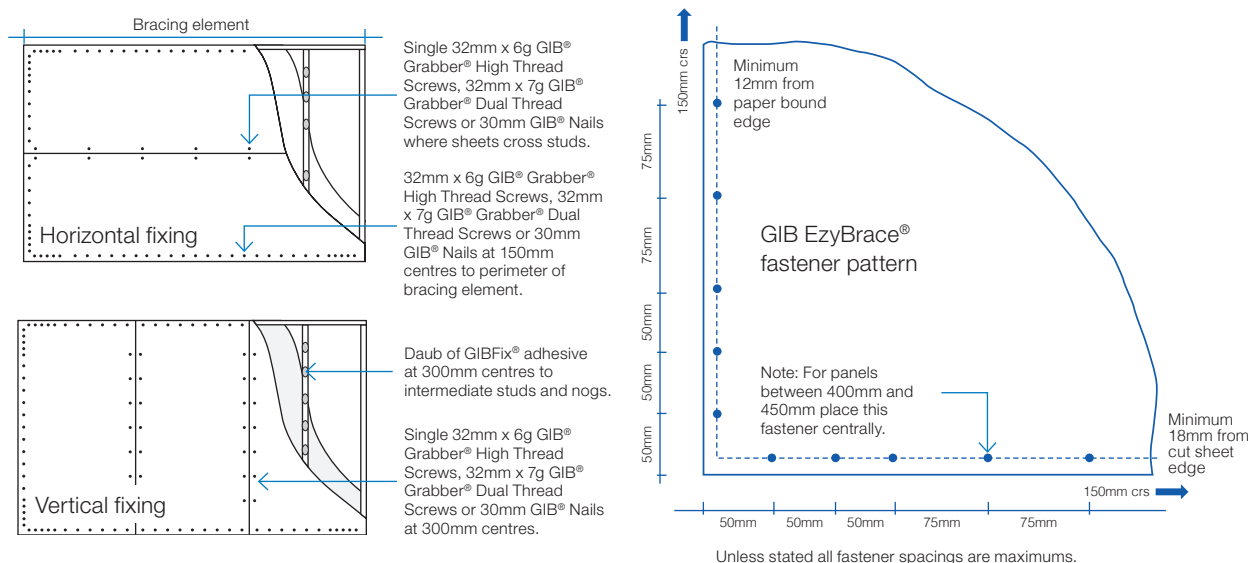 Bracing element
Single 32mm x 6g GIB®
Grabber® High Thread
Screws, 32mm x 7g GIB®
Grabber® Dual Thread
Screws or 30mm GIB® Nails
where sheets cross studs.
32mm x 6g GIB® Grabber®
High Thread Screws, 32mm
x 7g GIB® Grabber® Dual
Thread Screws or 30mm
GIB® Nails at 150mm
centres to perimeter of
bracing element.
Horizontal fixing
Daub of GIBFix® adhesive
at 300mm centres to
intermediate studs and nogs.
Single 32mm x 6g GIB®
Grabber® High Thread
Screws, 32mm x 7g GIB®
Grabber® Dual Thread
Screws or 30mm GIB® Nails
at 300mm centres.
Vertical fixing
150mm crs
Minimum
12mm from
paper bound
edge
75mm
75mm
50mm
50mm
50mm
GIB EzyBrace®
fastener pattern
Note: For panels
between 400mm and
450mm place this
fastener centrally.
Minimum
18mm from
cut sheet
edge
150mm crs
50mm
50mm
50mm
75mm
75mm
Unless stated all fastener spacings are maximums.